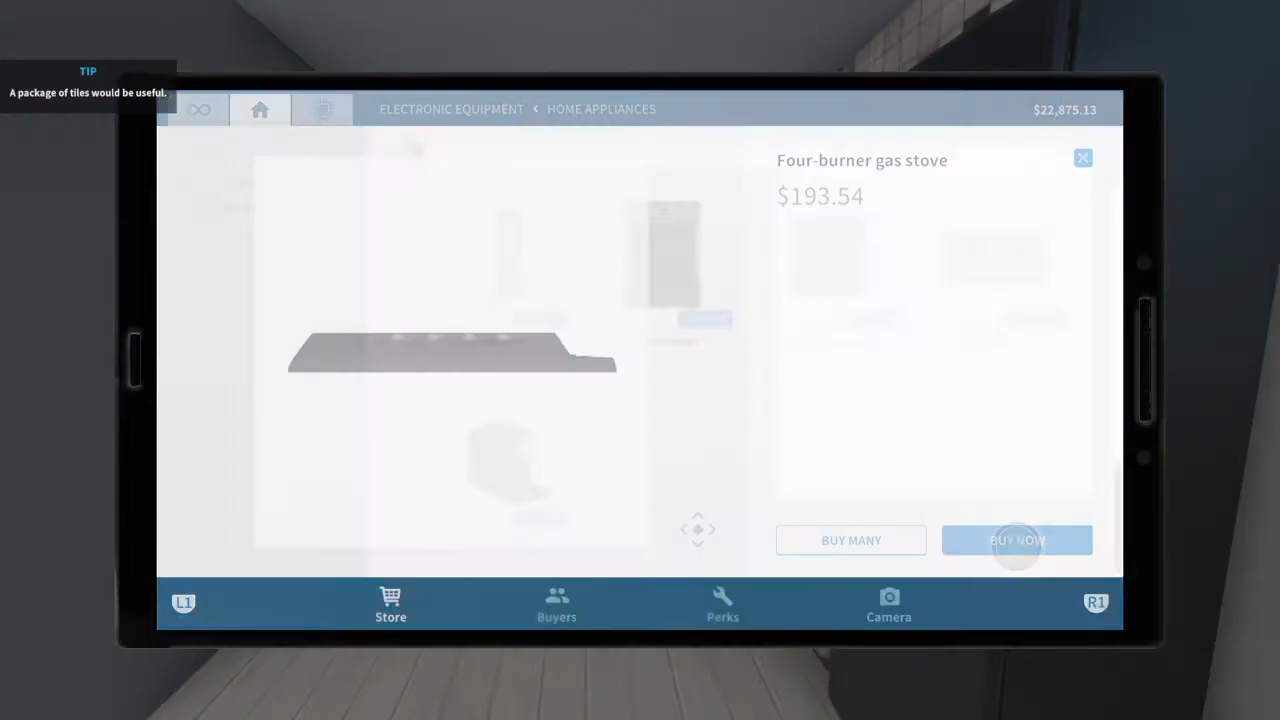 TIP
A package of tiles would be useful.
ELECTRONIC EQUIPMENT < HOME APPLIANCES
$22,875.13
Four-burner gas stove
$193.54
BUY MANY
BUY NOW
L1
Store
Buyers
Perks
Camera
R1